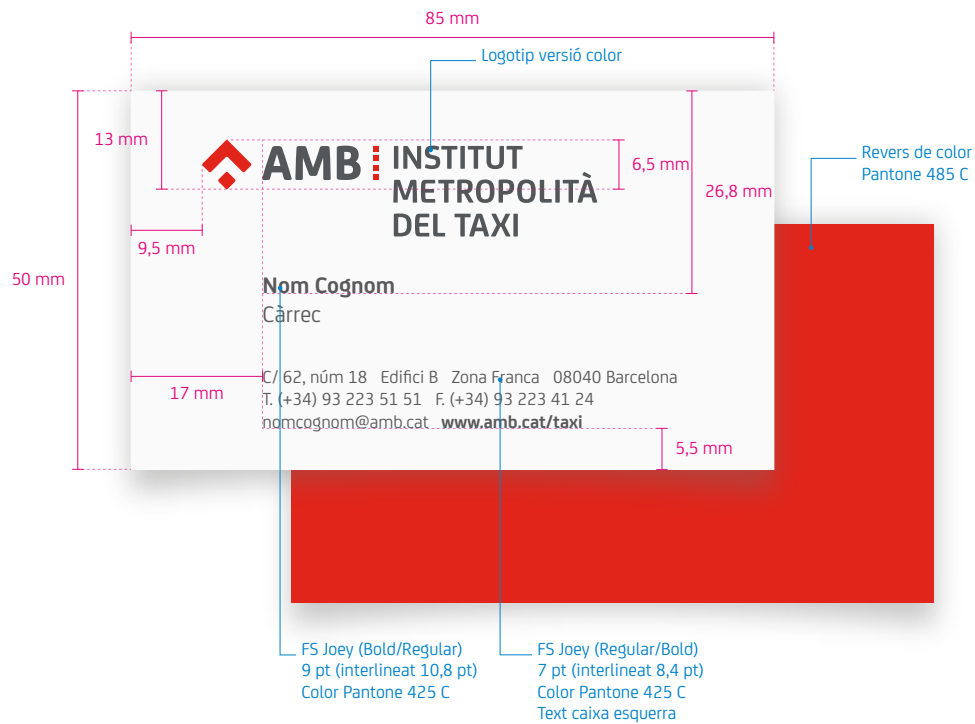 85 mm
Logotip versió color
13 mm
AMB
INSTITUT
METROPOLITÀ
DEL TAXI
6,5 mm
26,8 mm
Revers de color
Pantone 485 C
9,5 mm
50 mm
Nom Cognom
Càrrec
17 mm
C/ 62, núm 18 Edifici B Zona Franca 08040 Barcelona
T. (+34) 93 223 51 51 F. (+34) 93 223 41 24
nomcognom@amb.cat www.amb.cat/taxi
5,5 mm
FS Joey (Bold/Regular)
9 pt (interlineat 10,8 pt)
Color Pantone 425 C
FS Joey (Regular/Bold)
7 pt (interlineat 8,4 pt)
Color Pantone 425 C
Text caixa esquerra